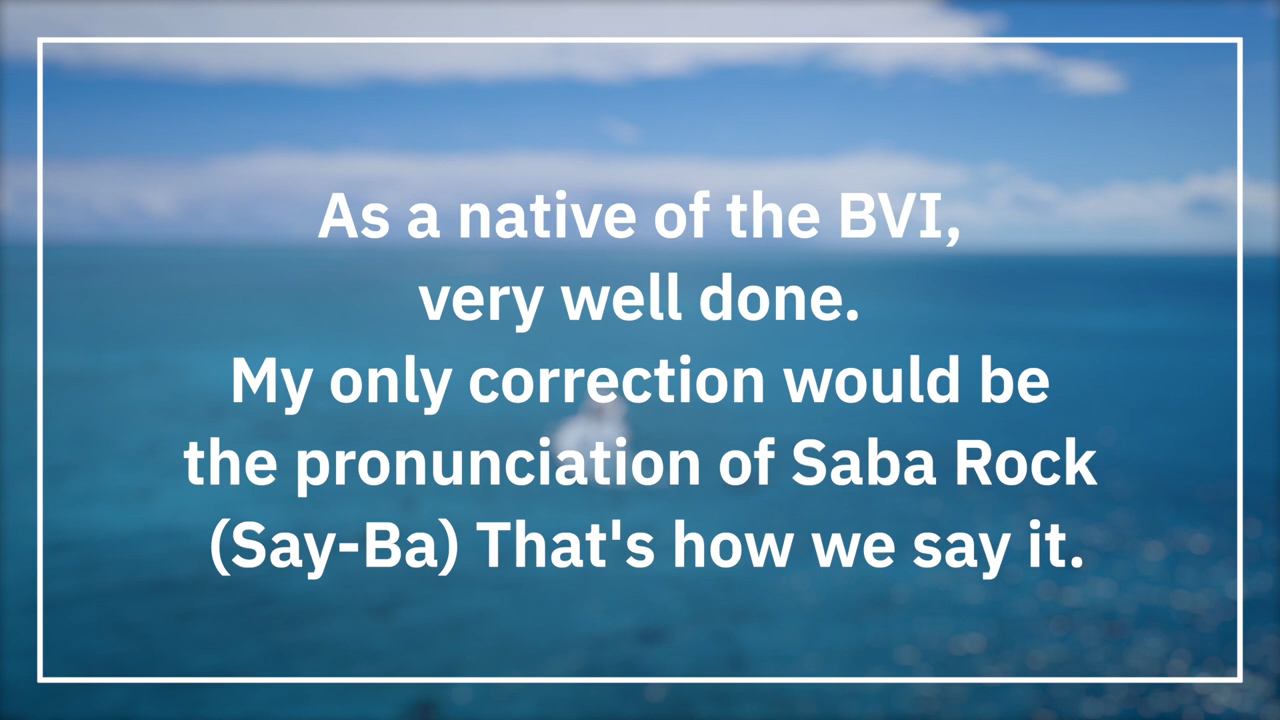 As a native of the BVI,
very well done.
My only correction would be
the pronunciation of Saba Rock
(Say-Ba) That's how we say it.